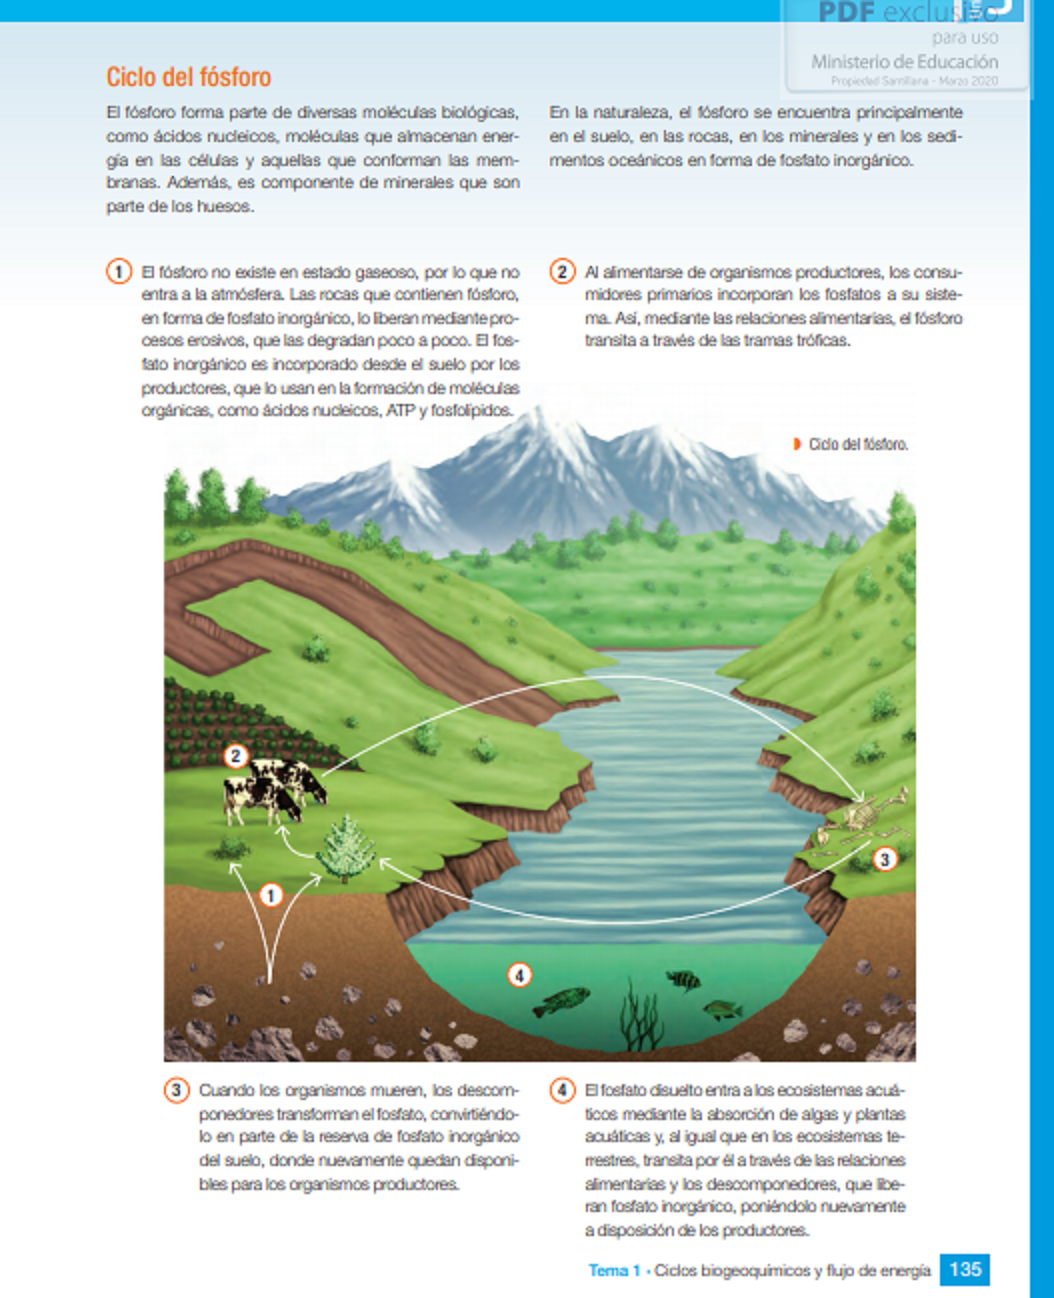 PDF exclusivo
para uso
Ministerio de Educación
Propiedad Santillana - Marzo 2020
Ciclo del fósforo
El fósforo forma parte de diversas moléculas biológicas,
como ácidos nucleicos, moléculas que almacenan ener-
gía en las células y aquellas que conforman las mem-
branas. Además, es componente de minerales que son
parte de los huesos.
En la naturaleza, el fósforo se encuentra principalmente
en el suelo, en las rocas, en los minerales y en los sedi-
mentos oceánicos en forma de fosfato inorgánico.
1 El fósforo no existe en estado gaseoso, por lo que no
entra a la atmósfera. Las rocas que contienen fósforo,
en forma de fosfato inorgánico, lo liberan mediante pro-
cesos erosivos, que las degradan poco a poco. El fos-
fato inorgánico es incorporado desde el suelo por los
productores, que lo usan en la formación de moléculas
orgánicas, como ácidos nucleicos, ATP y fosfolípidos.
2 Al alimentarse de organismos productores, los consu-
midores primarios incorporan los fosfatos a su siste-
ma. Así, mediante las relaciones alimentarias, el fósforo
transita a través de las tramas tróficas.
Ciclo del fósforo.
2
3
1
4
3 Cuando los organismos mueren, los descom-
ponedores transforman el fosfato, convirtiéndo-
lo en parte de la reserva de fosfato inorgánico
del suelo, donde nuevamente quedan disponi-
bles para los organismos productores.
4 El fosfato disuelto entra a los ecosistemas acuá-
ticos mediante la absorción de algas y plantas
acuáticas y, al igual que en los ecosistemas te-
rrestres, transita por él a través de las relaciones
alimentarias y los descomponedores, que libe-
ran fosfato inorgánico, poniéndolo nuevamente
a disposición de los productores.
Tema 1 • Ciclos biogeoquímicos y flujo de energía 135